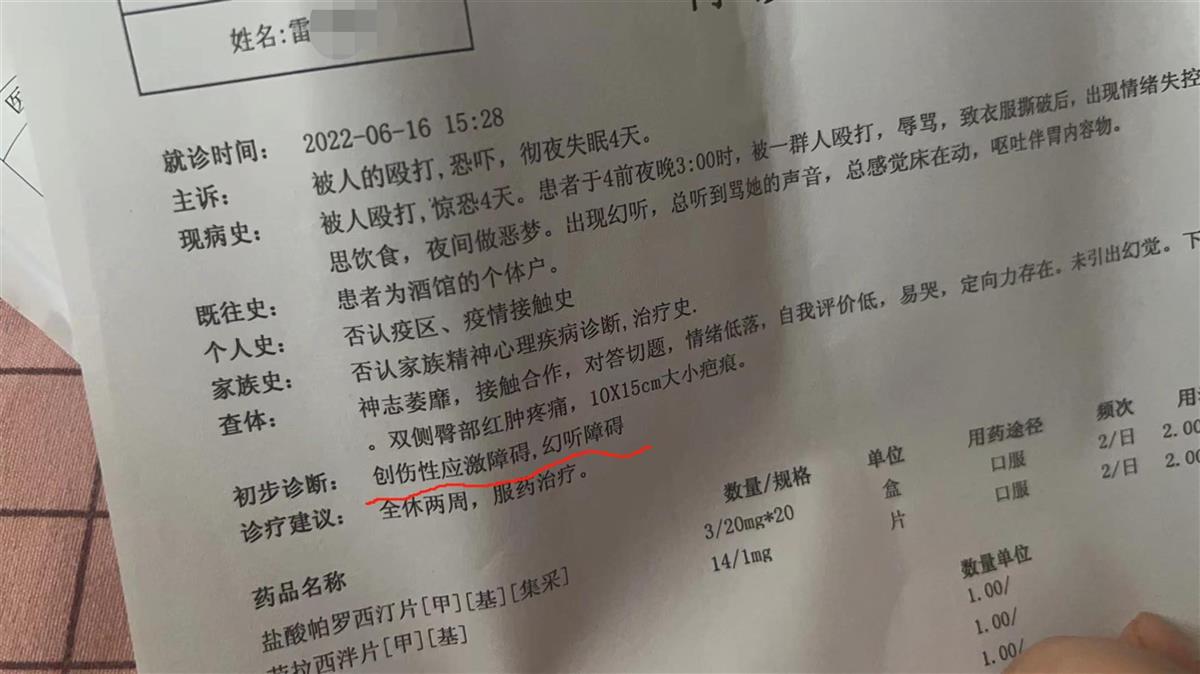 姓名:雷
就诊时间： 2022-06-16 15:28
主诉： 被人的殴打,恐吓，彻夜失眠4天。
现病史： 被人殴打,惊恐4天。患者于4前夜晚3:00时，被一群人殴打，辱骂，致衣服撕破后，出现情绪失控
思饮食，夜间做恶梦。出现幻听，总听到骂她的声音，总感觉床在动，呕吐伴胃内容物。
既往史： 患者为酒馆的个体户。
个人史： 否认疫区、疫情接触史
家族史： 否认家族精神心理疾病诊断,治疗史.
查体： 神志萎靡，接触合作，对答切题，情绪低落，自我评价低，易哭，定向力存在。未引出幻觉。下
。双侧臀部红肿疼痛，10X15cm大小疤痕。
初步诊断： 创伤性应激障碍,幻听障碍
诊疗建议： 全休两周，服药治疗。
药品名称 数量/规格 单位 用药途径 频次
盐酸帕罗西汀片[甲][基][集采] 3/20mg*20 盒 口服 2/日 2.00
劳拉西泮片[甲][基] 14/1mg 片 口服 2/日 2.00
数量单位
1.00/
1.00/
1.00/